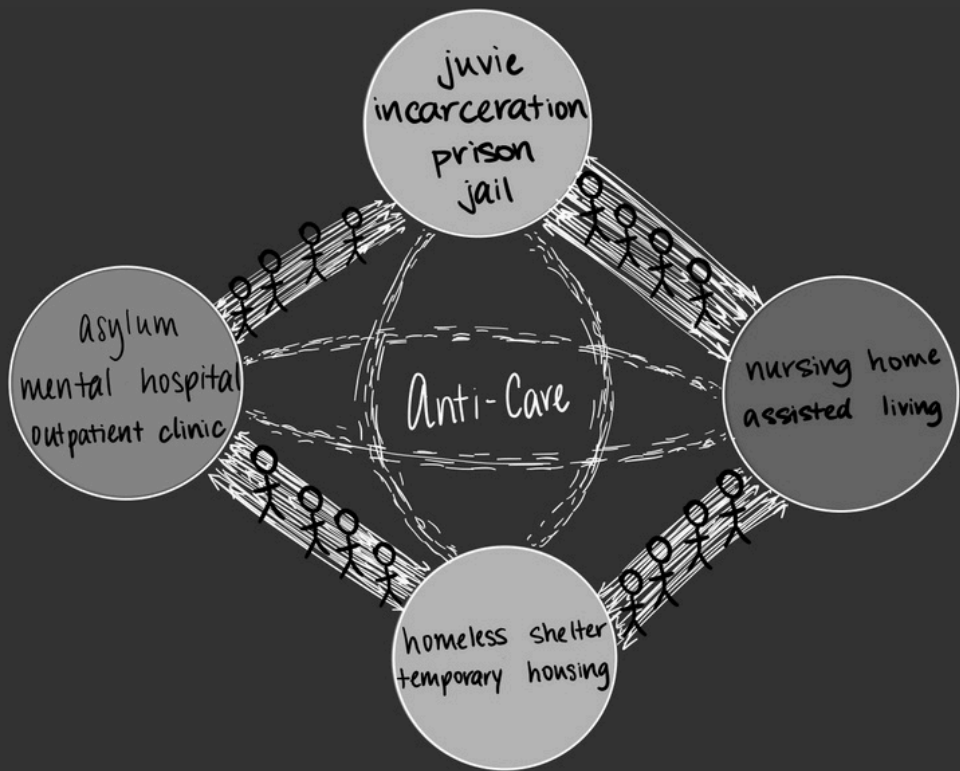 juvie
incarceration
prison
jail
asylum
mental hospital
outpatient clinic
Anti-Care
nursing home
assisted living
homeless shelter
temporary housing